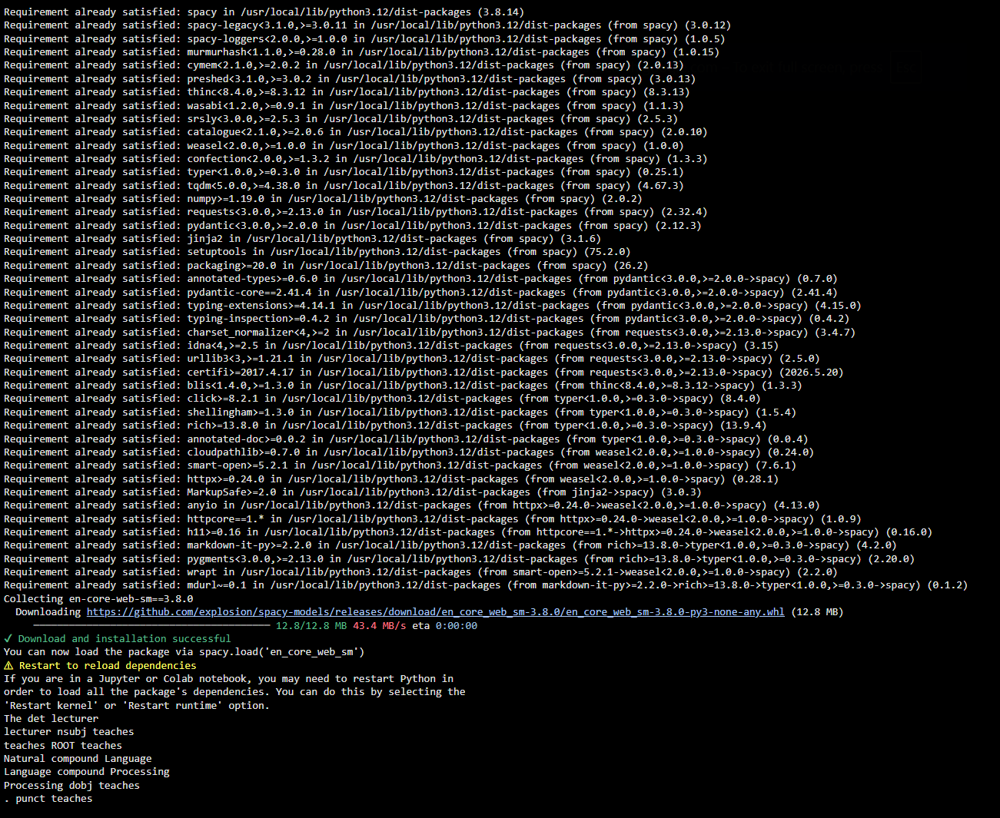 Requirement already satisfied: spacy in /usr/local/lib/python3.12/dist-packages (3.8.14)
Requirement already satisfied: spacy-legacy<3.1.0,>=3.0.11 in /usr/local/lib/python3.12/dist-packages (from spacy) (3.0.12)
Requirement already satisfied: spacy-loggers<2.0.0,>=1.0.0 in /usr/local/lib/python3.12/dist-packages (from spacy) (1.0.5)
Requirement already satisfied: murmurhash<1.1.0,>=0.28.0 in /usr/local/lib/python3.12/dist-packages (from spacy) (1.0.15)
Requirement already satisfied: cymem<2.1.0,>=2.0.2 in /usr/local/lib/python3.12/dist-packages (from spacy) (2.0.13)
Requirement already satisfied: preshed<3.1.0,>=3.0.2 in /usr/local/lib/python3.12/dist-packages (from spacy) (3.0.13)
Requirement already satisfied: thinc<8.4.0,>=8.3.12 in /usr/local/lib/python3.12/dist-packages (from spacy) (8.3.13)
Requirement already satisfied: wasabi<1.2.0,>=0.9.1 in /usr/local/lib/python3.12/dist-packages (from spacy) (1.1.3)
Requirement already satisfied: srsly<3.0.0,>=2.5.3 in /usr/local/lib/python3.12/dist-packages (from spacy) (2.5.3)
Requirement already satisfied: catalogue<2.1.0,>=2.0.6 in /usr/local/lib/python3.12/dist-packages (from spacy) (2.0.10)
Requirement already satisfied: weasel<2.0.0,>=1.0.0 in /usr/local/lib/python3.12/dist-packages (from spacy) (1.0.0)
Requirement already satisfied: confection<2.0.0,>=1.3.2 in /usr/local/lib/python3.12/dist-packages (from spacy) (1.3.3)
Requirement already satisfied: typer<1.0.0,>=0.3.0 in /usr/local/lib/python3.12/dist-packages (from spacy) (0.25.1)
Requirement already satisfied: tqdm<5.0.0,>=4.38.0 in /usr/local/lib/python3.12/dist-packages (from spacy) (4.67.3)
Requirement already satisfied: numpy>=1.19.0 in /usr/local/lib/python3.12/dist-packages (from spacy) (2.0.2)
Requirement already satisfied: requests<3.0.0,>=2.13.0 in /usr/local/lib/python3.12/dist-packages (from spacy) (2.32.4)
Requirement already satisfied: pydantic<3.0.0,>=2.0.0 in /usr/local/lib/python3.12/dist-packages (from spacy) (2.12.3)
Requirement already satisfied: jinja2 in /usr/local/lib/python3.12/dist-packages (from spacy) (3.1.6)
Requirement already satisfied: setuptools in /usr/local/lib/python3.12/dist-packages (from spacy) (75.2.0)
Requirement already satisfied: packaging>=20.0 in /usr/local/lib/python3.12/dist-packages (from spacy) (26.2)
Requirement already satisfied: annotated-types>=0.6.0 in /usr/local/lib/python3.12/dist-packages (from pydantic<3.0.0,>=2.0.0->spacy) (0.7.0)
Requirement already satisfied: pydantic-core==2.41.4 in /usr/local/lib/python3.12/dist-packages (from pydantic<3.0.0,>=2.0.0->spacy) (2.41.4)
Requirement already satisfied: typing-extensions>=4.14.1 in /usr/local/lib/python3.12/dist-packages (from pydantic<3.0.0,>=2.0.0->spacy) (4.15.0)
Requirement already satisfied: typing-inspection>=0.4.2 in /usr/local/lib/python3.12/dist-packages (from pydantic<3.0.0,>=2.0.0->spacy) (0.4.2)
Requirement already satisfied: charset_normalizer<4,>=2 in /usr/local/lib/python3.12/dist-packages (from requests<3.0.0,>=2.13.0->spacy) (3.4.7)
Requirement already satisfied: idna<4,>=2.5 in /usr/local/lib/python3.12/dist-packages (from requests<3.0.0,>=2.13.0->spacy) (3.15)
Requirement already satisfied: urllib3<3,>=1.21.1 in /usr/local/lib/python3.12/dist-packages (from requests<3.0.0,>=2.13.0->spacy) (2.5.0)
Requirement already satisfied: certifi>=2017.4.17 in /usr/local/lib/python3.12/dist-packages (from requests<3.0.0,>=2.13.0->spacy) (2026.5.20)
Requirement already satisfied: blis<1.4.0,>=1.3.0 in /usr/local/lib/python3.12/dist-packages (from thinc<8.4.0,>=8.3.12->spacy) (1.3.3)
Requirement already satisfied: click>=8.2.1 in /usr/local/lib/python3.12/dist-packages (from typer<1.0.0,>=0.3.0->spacy) (8.4.0)
Requirement already satisfied: shellingham>=1.3.0 in /usr/local/lib/python3.12/dist-packages (from typer<1.0.0,>=0.3.0->spacy) (1.5.4)
Requirement already satisfied: rich>=13.8.0 in /usr/local/lib/python3.12/dist-packages (from typer<1.0.0,>=0.3.0->spacy) (13.9.4)
Requirement already satisfied: annotated-doc>=0.0.2 in /usr/local/lib/python3.12/dist-packages (from typer<1.0.0,>=0.3.0->spacy) (0.0.4)
Requirement already satisfied: cloudpathlib>=0.7.0 in /usr/local/lib/python3.12/dist-packages (from weasel<2.0.0,>=1.0.0->spacy) (0.24.0)
Requirement already satisfied: smart-open>=5.2.1 in /usr/local/lib/python3.12/dist-packages (from weasel<2.0.0,>=1.0.0->spacy) (7.6.1)
Requirement already satisfied: httpx>=0.24.0 in /usr/local/lib/python3.12/dist-packages (from weasel<2.0.0,>=1.0.0->spacy) (0.28.1)
Requirement already satisfied: MarkupSafe>=2.0 in /usr/local/lib/python3.12/dist-packages (from jinja2->spacy) (3.0.3)
Requirement already satisfied: anyio in /usr/local/lib/python3.12/dist-packages (from httpx>=0.24.0->weasel<2.0.0,>=1.0.0->spacy) (4.13.0)
Requirement already satisfied: httpcore==1.* in /usr/local/lib/python3.12/dist-packages (from httpx>=0.24.0->weasel<2.0.0,>=1.0.0->spacy) (1.0.9)
Requirement already satisfied: h11>=0.16 in /usr/local/lib/python3.12/dist-packages (from httpcore==1.*->httpx>=0.24.0->weasel<2.0.0,>=1.0.0->spacy) (0.16.0)
Requirement already satisfied: markdown-it-py>=2.2.0 in /usr/local/lib/python3.12/dist-packages (from rich>=13.8.0->typer<1.0.0,>=0.3.0->spacy) (4.2.0)
Requirement already satisfied: pygments<3.0.0,>=2.13.0 in /usr/local/lib/python3.12/dist-packages (from rich>=13.8.0->typer<1.0.0,>=0.3.0->spacy) (2.20.0)
Requirement already satisfied: wrapt in /usr/local/lib/python3.12/dist-packages (from smart-open>=5.2.1->weasel<2.0.0,>=1.0.0->spacy) (2.2.0)
Requirement already satisfied: mdurl~=0.1 in /usr/local/lib/python3.12/dist-packages (from markdown-it-py>=2.2.0->rich>=13.8.0->typer<1.0.0,>=0.3.0->spacy) (0.1.2)
Collecting en-core-web-sm==3.8.0
Downloading https://github.com/explosion/spacy-models/releases/download/en_core_web_sm-3.8.0/en_core_web_sm-3.8.0-py3-none-any.whl (12.8 MB)
12.8/12.8 MB 43.4 MB/s eta 0:00:00
✔ Download and installation successful
You can now load the package via spacy.load('en_core_web_sm')
⚠ Restart to reload dependencies
If you are in a Jupyter or Colab notebook, you may need to restart Python in
order to load all the package's dependencies. You can do this by selecting the
'Restart kernel' or 'Restart runtime' option.
The det lecturer
lecturer nsubj teaches
teaches ROOT teaches
Natural compound Language
Language compound Processing
Processing dobj teaches
. punct teaches